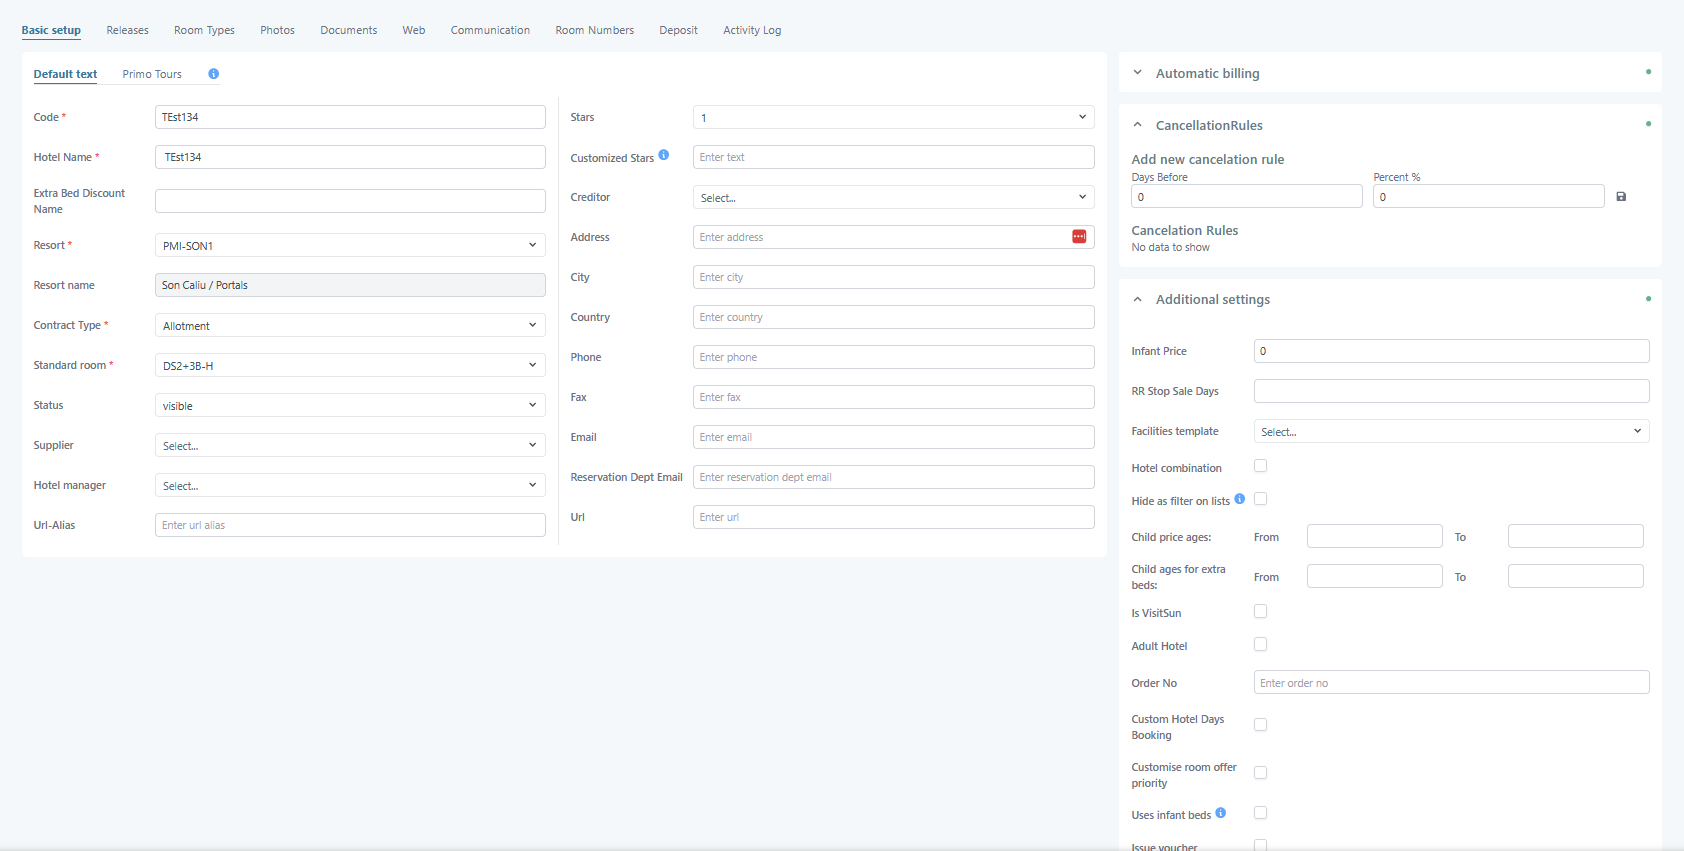 Basic setup Releases Room Types Photos Documents Web Communication Room Numbers Deposit Activity Log
Default text Primo Tours
Code * TEst134
Hotel Name * TEst134
Extra Bed Discount
Name
Resort * PMI-SON1
Resort name Son Caliu / Portals
Contract Type * Allotment
Standard room * DS2+3B-H
Status visible
Supplier Select...
Hotel manager Select...
Url-Alias Enter url alias
Stars 1
Customized Stars Enter text
Creditor Select...
Address Enter address
City Enter city
Country Enter country
Phone Enter phone
Fax Enter fax
Email Enter email
Reservation Dept Email Enter reservation dept email
Url Enter url
Automatic billing
CancellationRules
Add new cancelation rule
Days Before Percent %
0 0
Cancelation Rules
No data to show
Additional settings
Infant Price 0
RR Stop Sale Days
Facilities template Select...
Hotel combination
Hide as filter on lists
Child price ages: From To
Child ages for extra
beds: From To
Is VisitSun
Adult Hotel
Order No Enter order no
Custom Hotel Days
Booking
Customise room offer
priority
Uses infant beds
Issue voucher